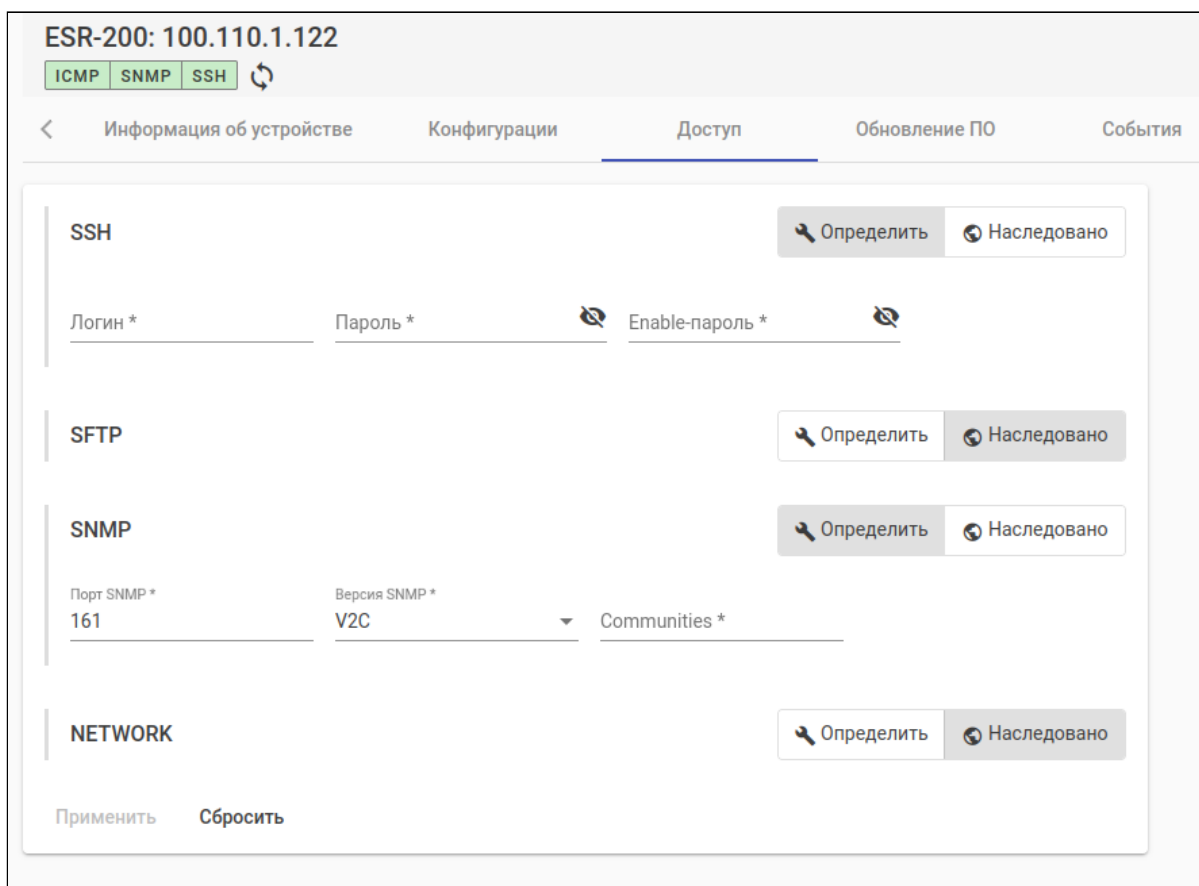 ESR-200: 100.110.1.122
ICMP SNMP SSH
Информация об устройстве Конфигурации Доступ Обновление ПО События
SSH Определить Наследовано
Логин * Пароль * Enable-пароль *
SFTP Определить Наследовано
SNMP Определить Наследовано
Порт SNMP * Версия SNMP *
161 V2C Communities *
NETWORK Определить Наследовано
Применить Сбросить